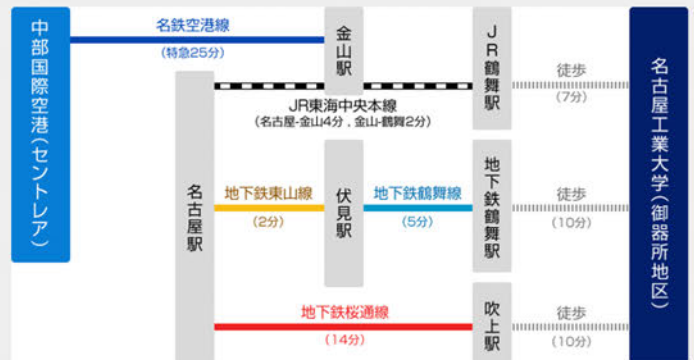 中部国際空港(セントレア)
名鉄空港線
(特急25分)
金山駅
JR鶴舞駅
徒歩
(7分)
名古屋工業大学(御器所地区)
JR東海中央本線
(名古屋-金山4分 , 金山-鶴舞2分)
名古屋駅
地下鉄東山線
(2分)
伏見駅
地下鉄鶴舞線
(5分)
地下鉄鶴舞駅
徒歩
(10分)
地下鉄桜通線
(14分)
吹上駅
徒歩
(10分)